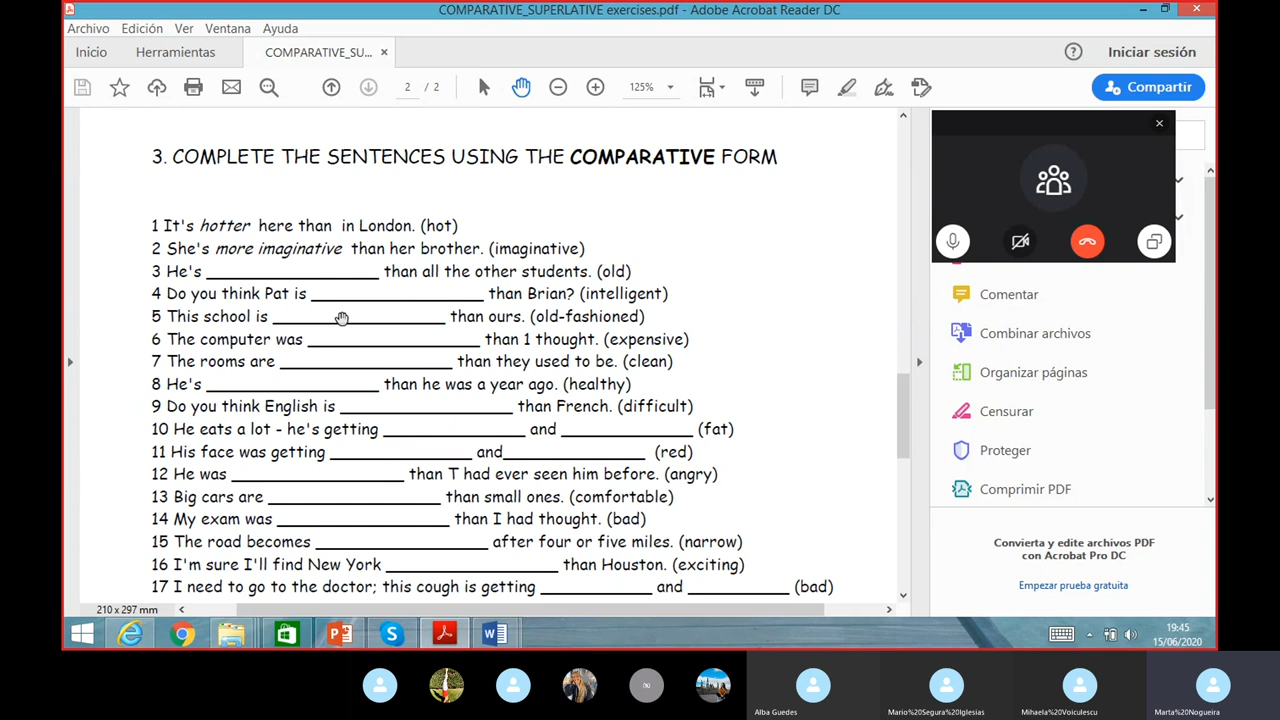 COMPARATIVE_SUPERLATIVE exercises.pdf - Adobe Acrobat Reader DC
Archivo Edición Ver Ventana Ayuda
Inicio Herramientas COMPARATIVE_SU... × Iniciar sesión
2 / 2 125% Compartir
3. COMPLETE THE SENTENCES USING THE COMPARATIVE FORM
1 It's hotter here than in London. (hot)
2 She's more imaginative than her brother. (imaginative)
3 He's ____________ than all the other students. (old)
4 Do you think Pat is ____________ than Brian? (intelligent)
5 This school is ____________ than ours. (old-fashioned)
6 The computer was ____________ than 1 thought. (expensive)
7 The rooms are ____________ than they used to be. (clean)
8 He's ____________ than he was a year ago. (healthy)
9 Do you think English is ____________ than French. (difficult)
10 He eats a lot - he's getting ____________ and ____________ (fat)
11 His face was getting ____________ and____________ (red)
12 He was ____________ than T had ever seen him before. (angry)
13 Big cars are ____________ than small ones. (comfortable)
14 My exam was ____________ than I had thought. (bad)
15 The road becomes ____________ after four or five miles. (narrow)
16 I'm sure I'll find New York ____________ than Houston. (exciting)
17 I need to go to the doctor; this cough is getting ____________ and ____________ (bad)
210 x 297 mm
Comentar
Combinar archivos
Organizar páginas
Censurar
Proteger
Comprimir PDF
Convierta y edite archivos PDF
con Acrobat Pro DC
Empezar prueba gratuita
19:45
15/06/2020
Alba Guedes Mario%20Segura%20Iglesias Mihaela%20Voiculescu Marta%20Nogueira